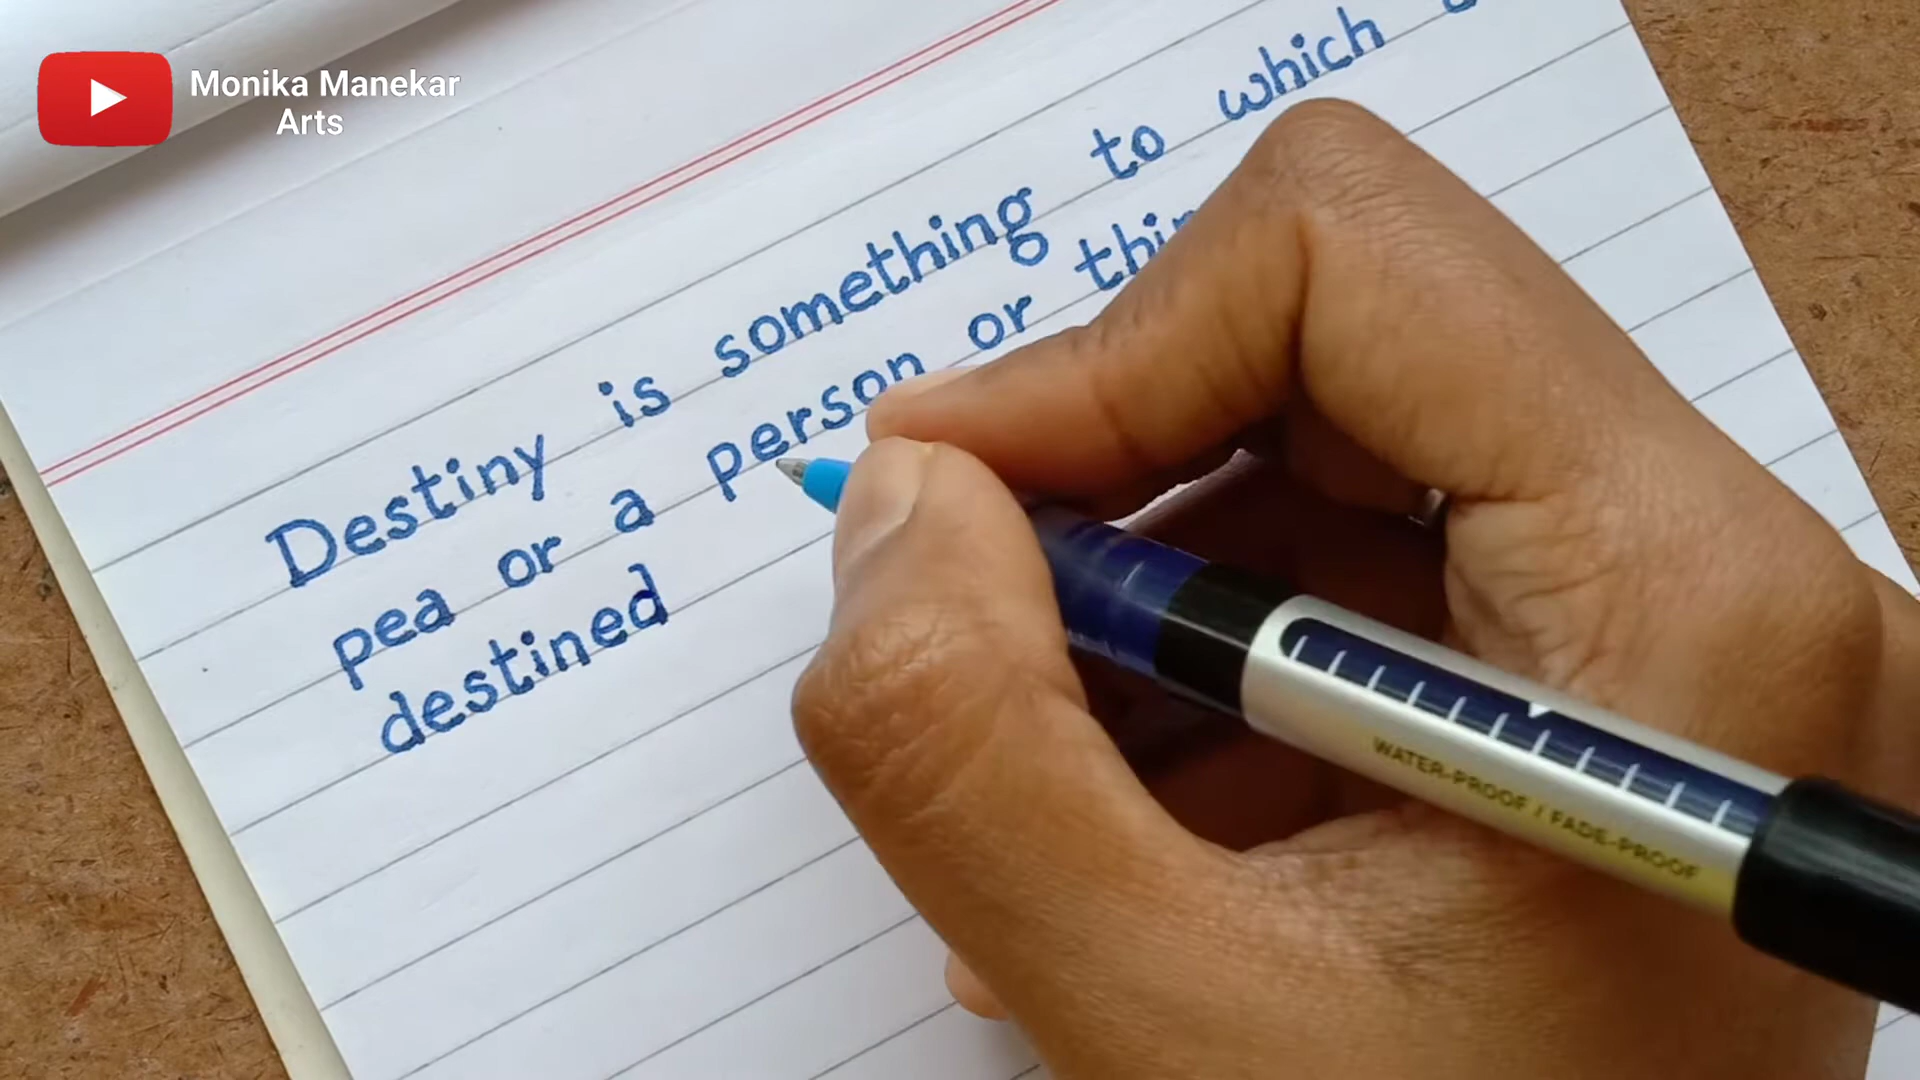 Monika Manekar
Arts
Destiny is something to which
pea or a person or
destined
WATER-PROOF / FADE-PROOF